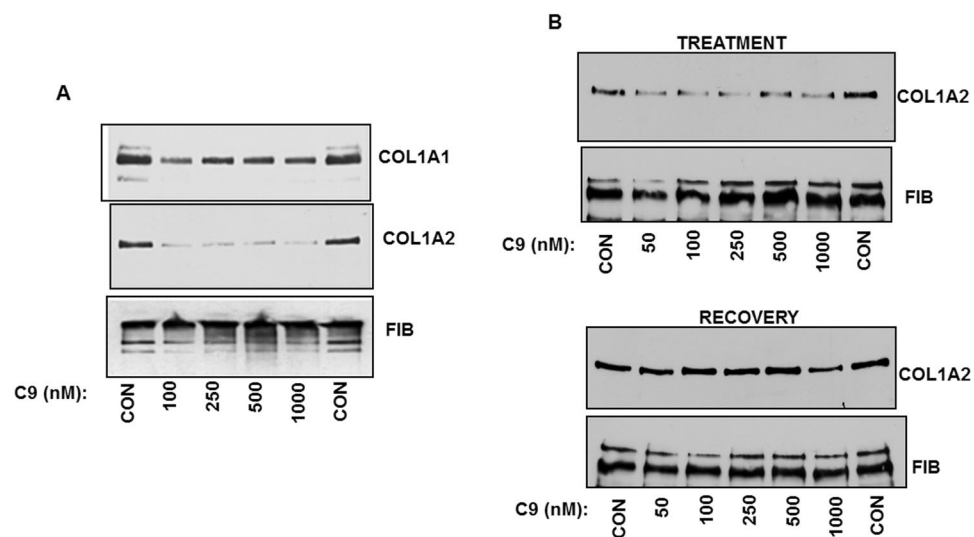 A
COL1A1
COL1A2
FIB
C9 (nM): CON 100 250 500 1000 CON
B
TREATMENT
COL1A2
FIB
C9 (nM): CON 50 100 250 500 1000 CON
RECOVERY
COL1A2
FIB
C9 (nM): CON 50 100 250 500 1000 CON